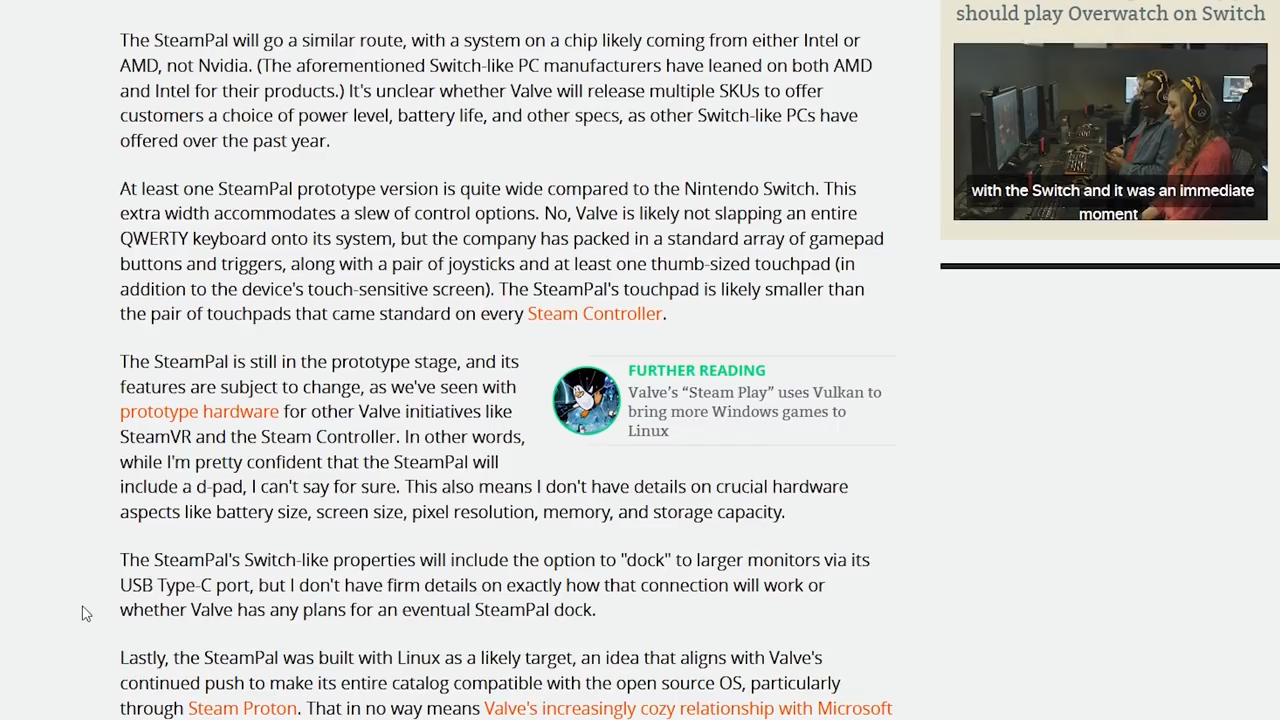 should play Overwatch on Switch
with the Switch and it was an immediate
moment
The SteamPal will go a similar route, with a system on a chip likely coming from either Intel or
AMD, not Nvidia. (The aforementioned Switch-like PC manufacturers have leaned on both AMD
and Intel for their products.) It's unclear whether Valve will release multiple SKUs to offer
customers a choice of power level, battery life, and other specs, as other Switch-like PCs have
offered over the past year.
At least one SteamPal prototype version is quite wide compared to the Nintendo Switch. This
extra width accommodates a slew of control options. No, Valve is likely not slapping an entire
QWERTY keyboard onto its system, but the company has packed in a standard array of gamepad
buttons and triggers, along with a pair of joysticks and at least one thumb-sized touchpad (in
addition to the device's touch-sensitive screen). The SteamPal's touchpad is likely smaller than
the pair of touchpads that came standard on every Steam Controller.
The SteamPal is still in the prototype stage, and its
features are subject to change, as we've seen with
prototype hardware for other Valve initiatives like
SteamVR and the Steam Controller. In other words,
while I'm pretty confident that the SteamPal will
include a d-pad, I can't say for sure. This also means I don't have details on crucial hardware
aspects like battery size, screen size, pixel resolution, memory, and storage capacity.
FURTHER READING
Valve's “Steam Play” uses Vulkan to
bring more Windows games to
Linux
The SteamPal's Switch-like properties will include the option to "dock" to larger monitors via its
USB Type-C port, but I don't have firm details on exactly how that connection will work or
whether Valve has any plans for an eventual SteamPal dock.
Lastly, the SteamPal was built with Linux as a likely target, an idea that aligns with Valve's
continued push to make its entire catalog compatible with the open source OS, particularly
through Steam Proton. That in no way means Valve's increasingly cozy relationship with Microsoft